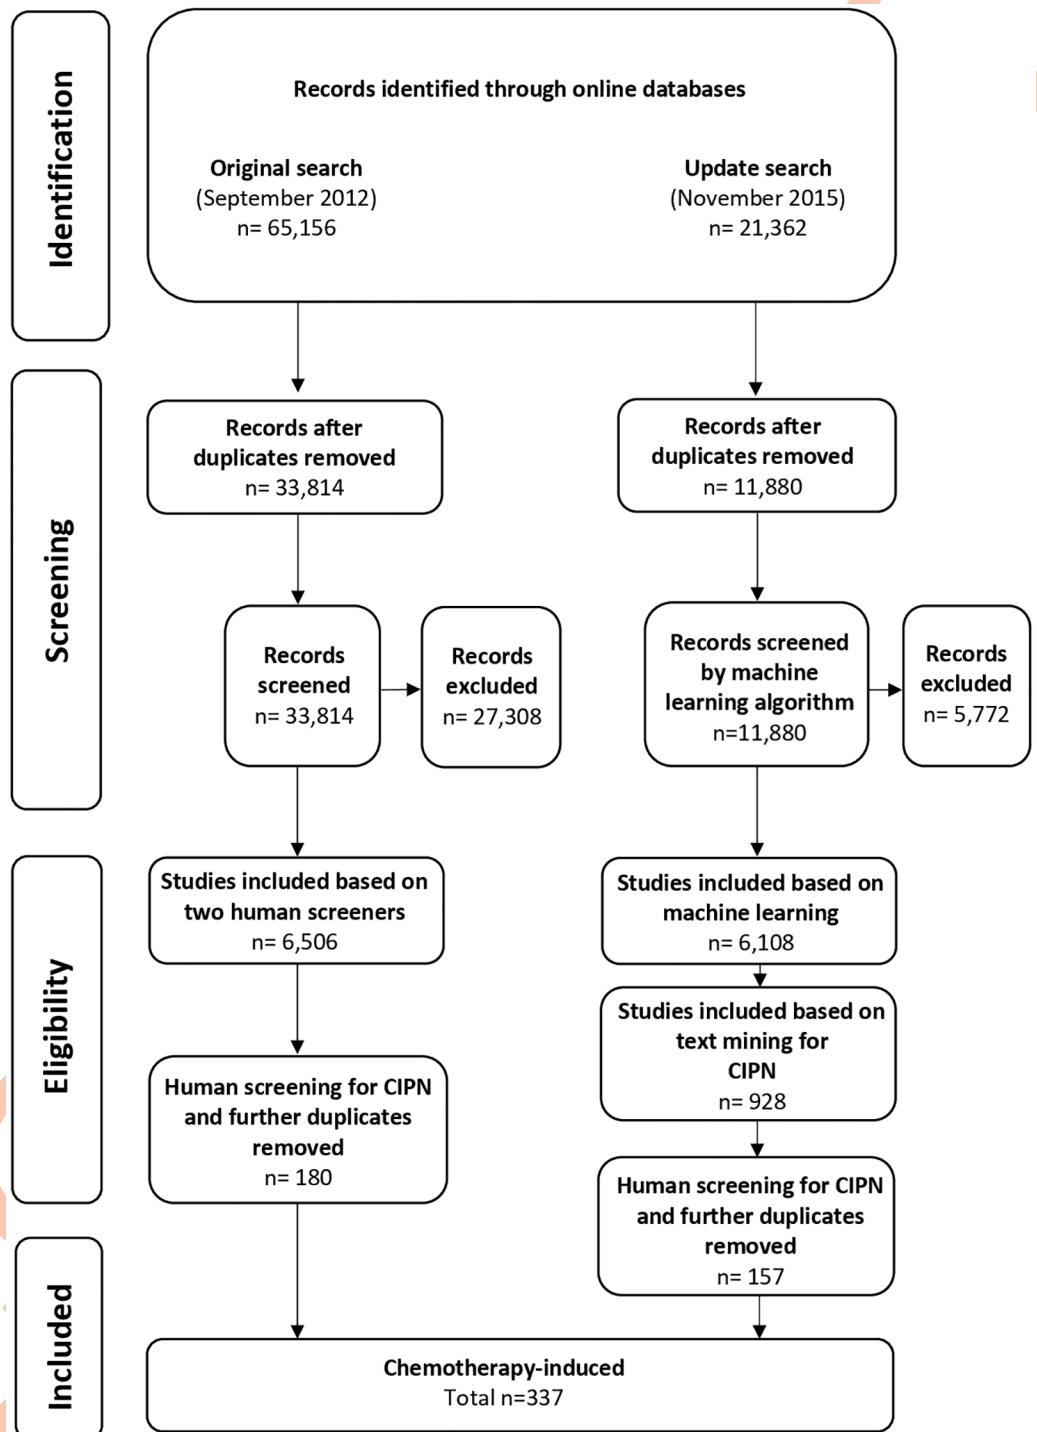 Identification
Records identified through online databases
Original search
(September 2012)
n= 65,156
Update search
(November 2015)
n= 21,362
Screening
Records after
duplicates removed
n= 33,814
Records after
duplicates removed
n= 11,880
Records
screened
n= 33,814
Records
excluded
n= 27,308
Records screened
by machine
learning algorithm
n=11,880
Records
excluded
n= 5,772
Eligibility
Studies included based on
two human screeners
n= 6,506
Studies included based on
machine learning
n= 6,108
Studies included based on
text mining for
CIPN
n= 928
Human screening for CIPN
and further duplicates
removed
n= 180
Human screening for CIPN
and further duplicates
removed
n= 157
Included
Chemotherapy-induced
Total n=337